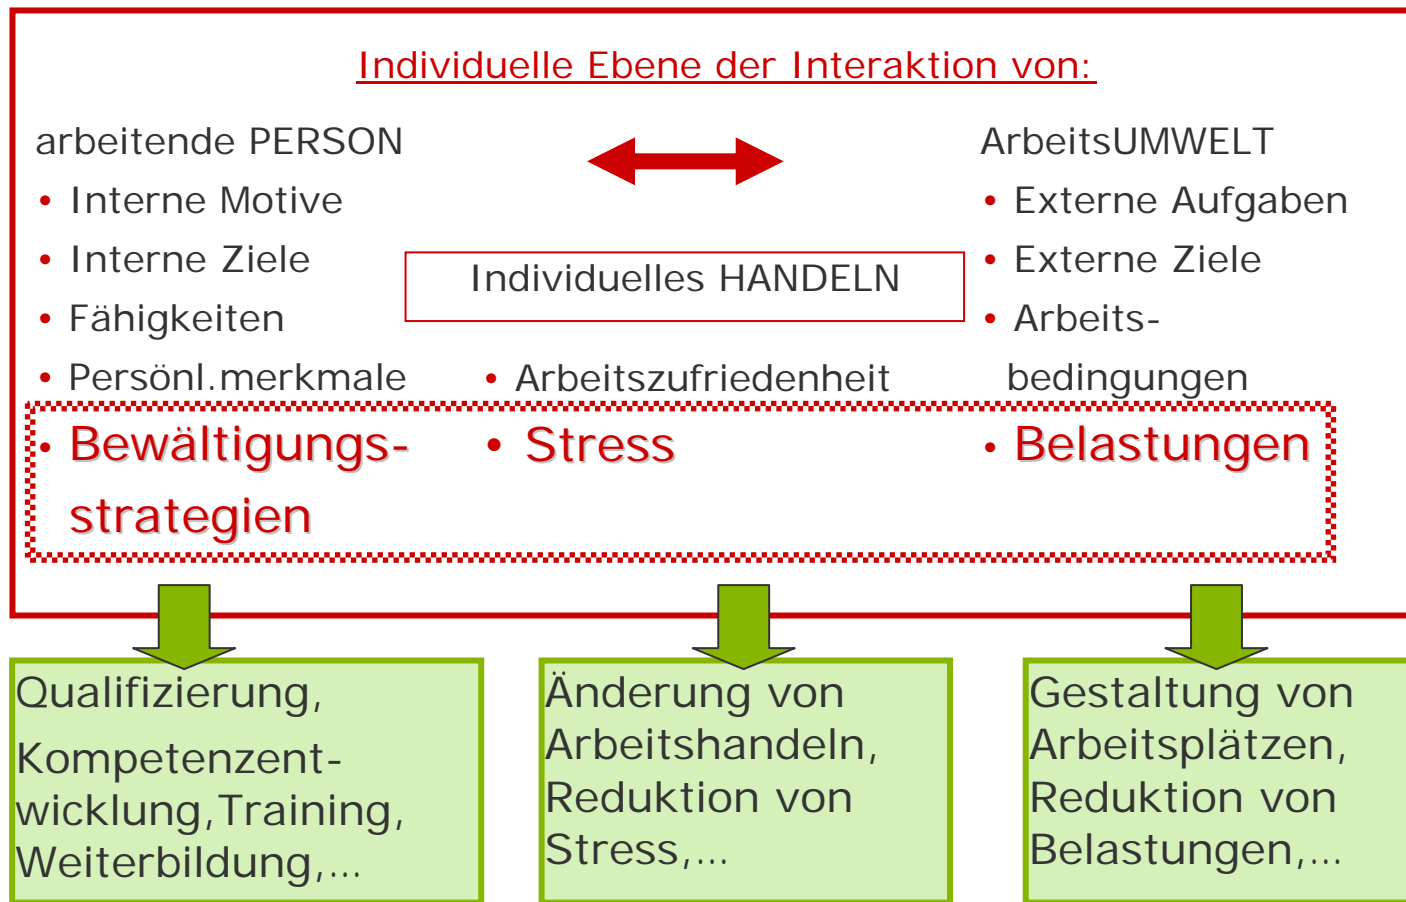 Individuelle Ebene der Interaktion von:
arbeitende PERSON
• Interne Motive
• Interne Ziele
• Fähigkeiten
• Persönl.merkmale
• Bewältigungs-
strategien
Individuelles HANDELN
• Arbeitszufriedenheit
• Stress
ArbeitsUMWELT
• Externe Aufgaben
• Externe Ziele
• Arbeits-
bedingungen
• Belastungen
Qualifizierung,
Kompetenzent-
wicklung,Training,
Weiterbildung,...
Änderung von
Arbeitshandeln,
Reduktion von
Stress,...
Gestaltung von
Arbeitsplätzen,
Reduktion von
Belastungen,...